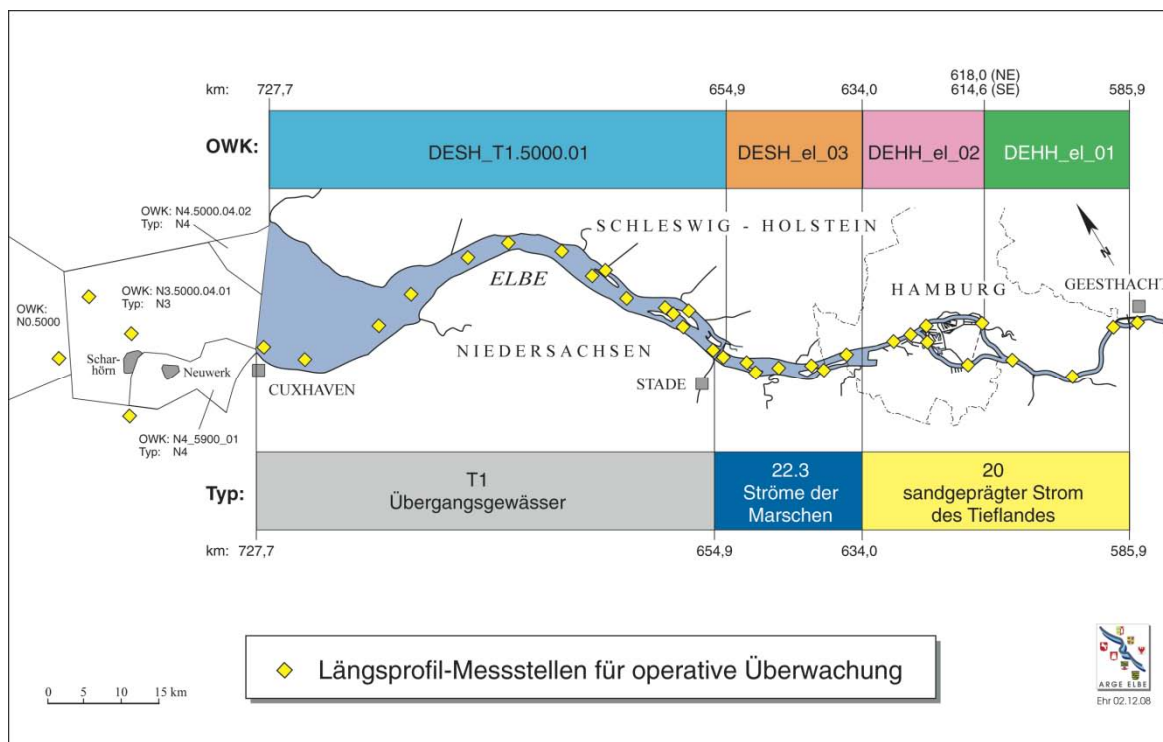 618,0 (NE)
km: 727,7 654,9 634,0 614,6 (SE) 585,9
OWK: DESH_T1.5000.01 DESH_el_03 DEHH_el_02 DEHH_el_01
OWK: N4.5000.04.02
Typ: N4
SCHLESWIG - HOLSTEIN
N
OWK: N3.5000.04.01
Typ: N3
OWK:
N0.5000
ELBE
HAMBURG
GEESTHACHT
Schar-
hörn
Neuwerk
NIEDERSACHSEN
CUXHAVEN
STADE
OWK: N4_5900_01
Typ: N4
Typ:
T1
Übergangsgewässer
22.3
Ströme der
Marschen
20
sandgeprägter Strom
des Tieflandes
km: 727,7 654,9 634,0 585,9
Längsprofil-Messstellen für operative Überwachung
0 5 10 15 km
ARGE ELBE
Ehr 02.12.08